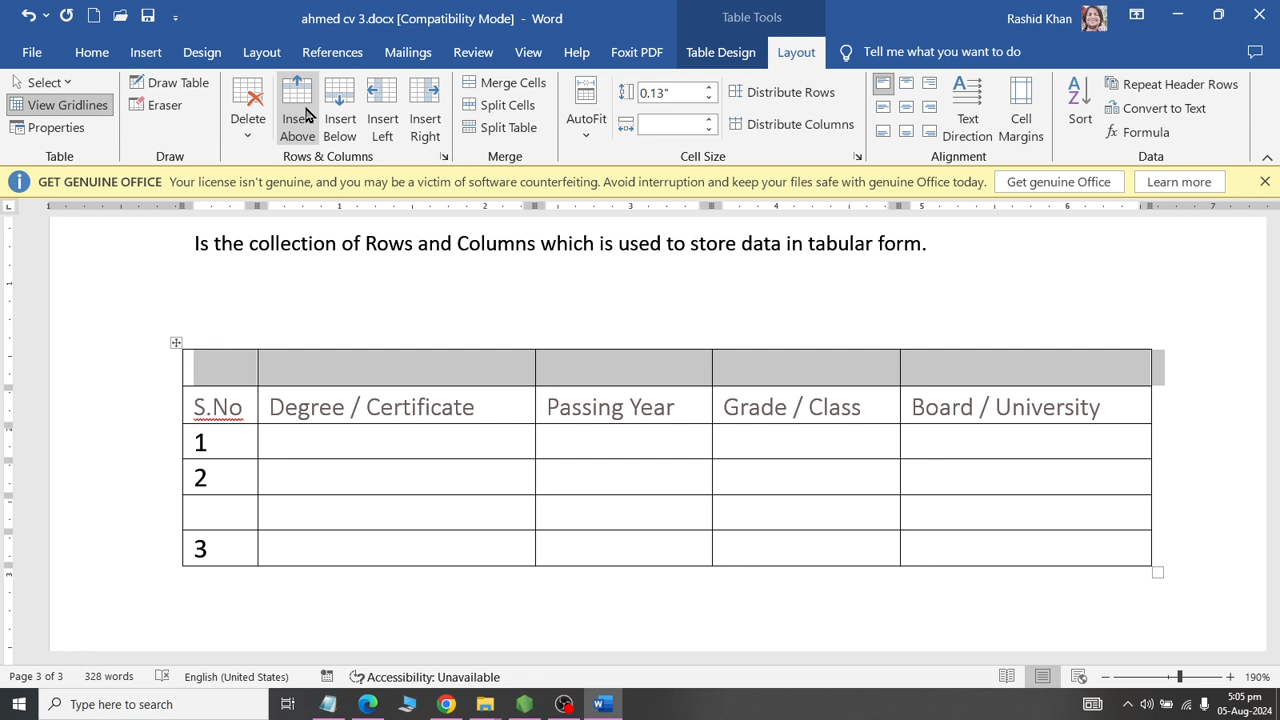 ahmed cv 3.docx [Compatibility Mode] - Word
Table Tools
Rashid Khan
File Home Insert Design Layout References Mailings Review View Help Foxit PDF Table Design Layout Tell me what you want to do
Select
View Gridlines
Properties
Table
Draw Table
Eraser
Draw
Delete
Insert Above
Insert Below
Insert Left
Insert Right
Rows & Columns
Merge Cells
Split Cells
Split Table
Merge
AutoFit
0.13"
Distribute Rows
Distribute Columns
Cell Size
Text Direction
Cell Margins
Alignment
Sort
Repeat Header Rows
Convert to Text
Formula
Data
GET GENUINE OFFICE Your license isn't genuine, and you may be a victim of software counterfeiting. Avoid interruption and keep your files safe with genuine Office today. Get genuine Office Learn more
1 1 2 3 4 5 6 7
Is the collection of Rows and Columns which is used to store data in tabular form.
S.No Degree / Certificate Passing Year Grade / Class Board / University
1
2
3
Page 3 of 3 328 words English (United States) Accessibility: Unavailable 190%
Type here to search
5:05 pm
05-Aug-2024